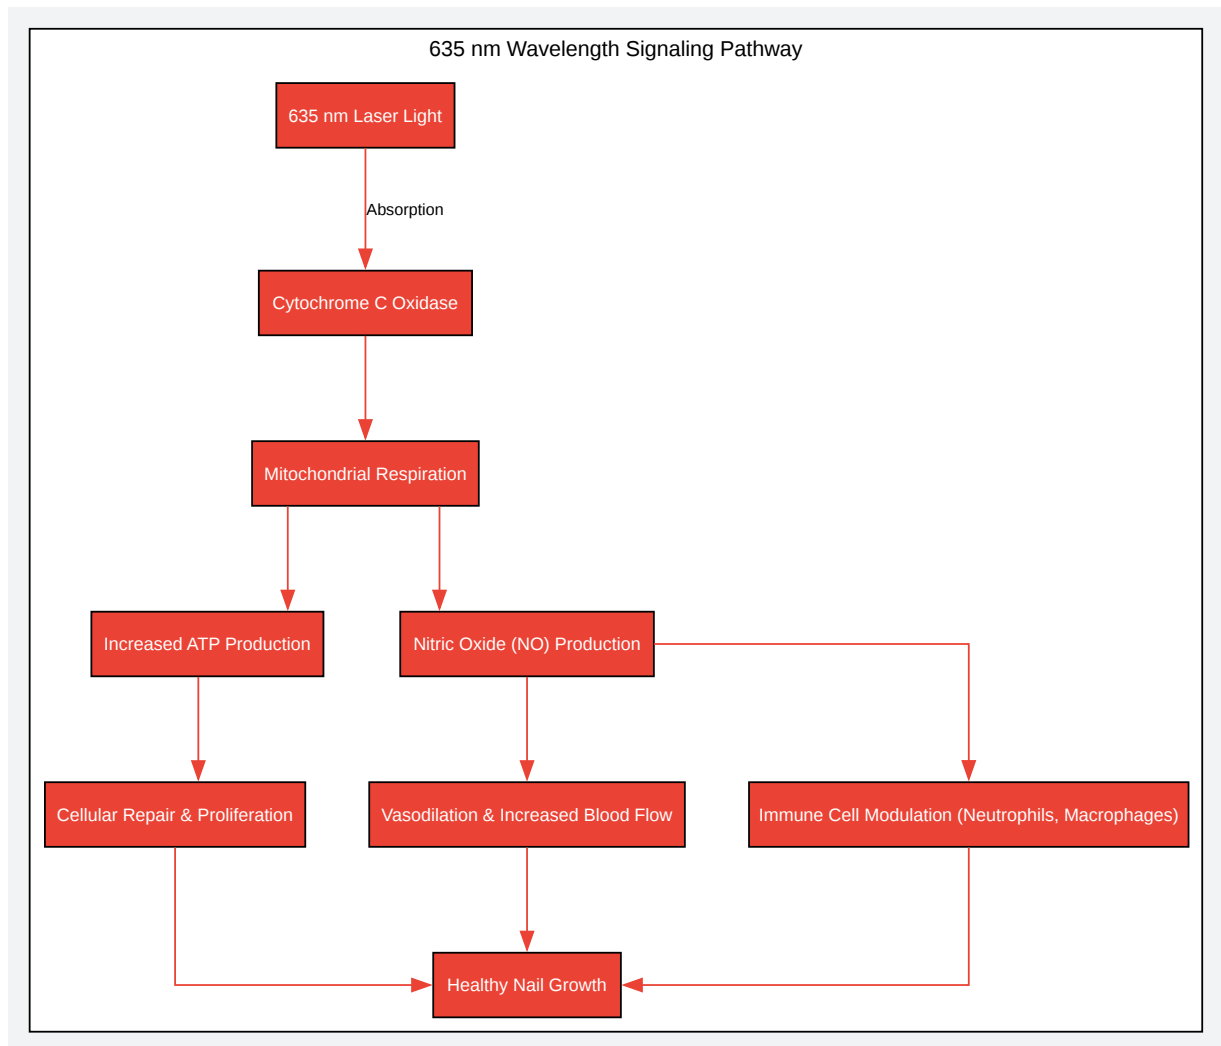 635 nm Wavelength Signaling Pathway
635 nm Laser Light
Absorption
Cytochrome C Oxidase
Mitochondrial Respiration
Increased ATP Production
Nitric Oxide (NO) Production
Cellular Repair & Proliferation
Vasodilation & Increased Blood Flow
Immune Cell Modulation (Neutrophils, Macrophages)
Healthy Nail Growth